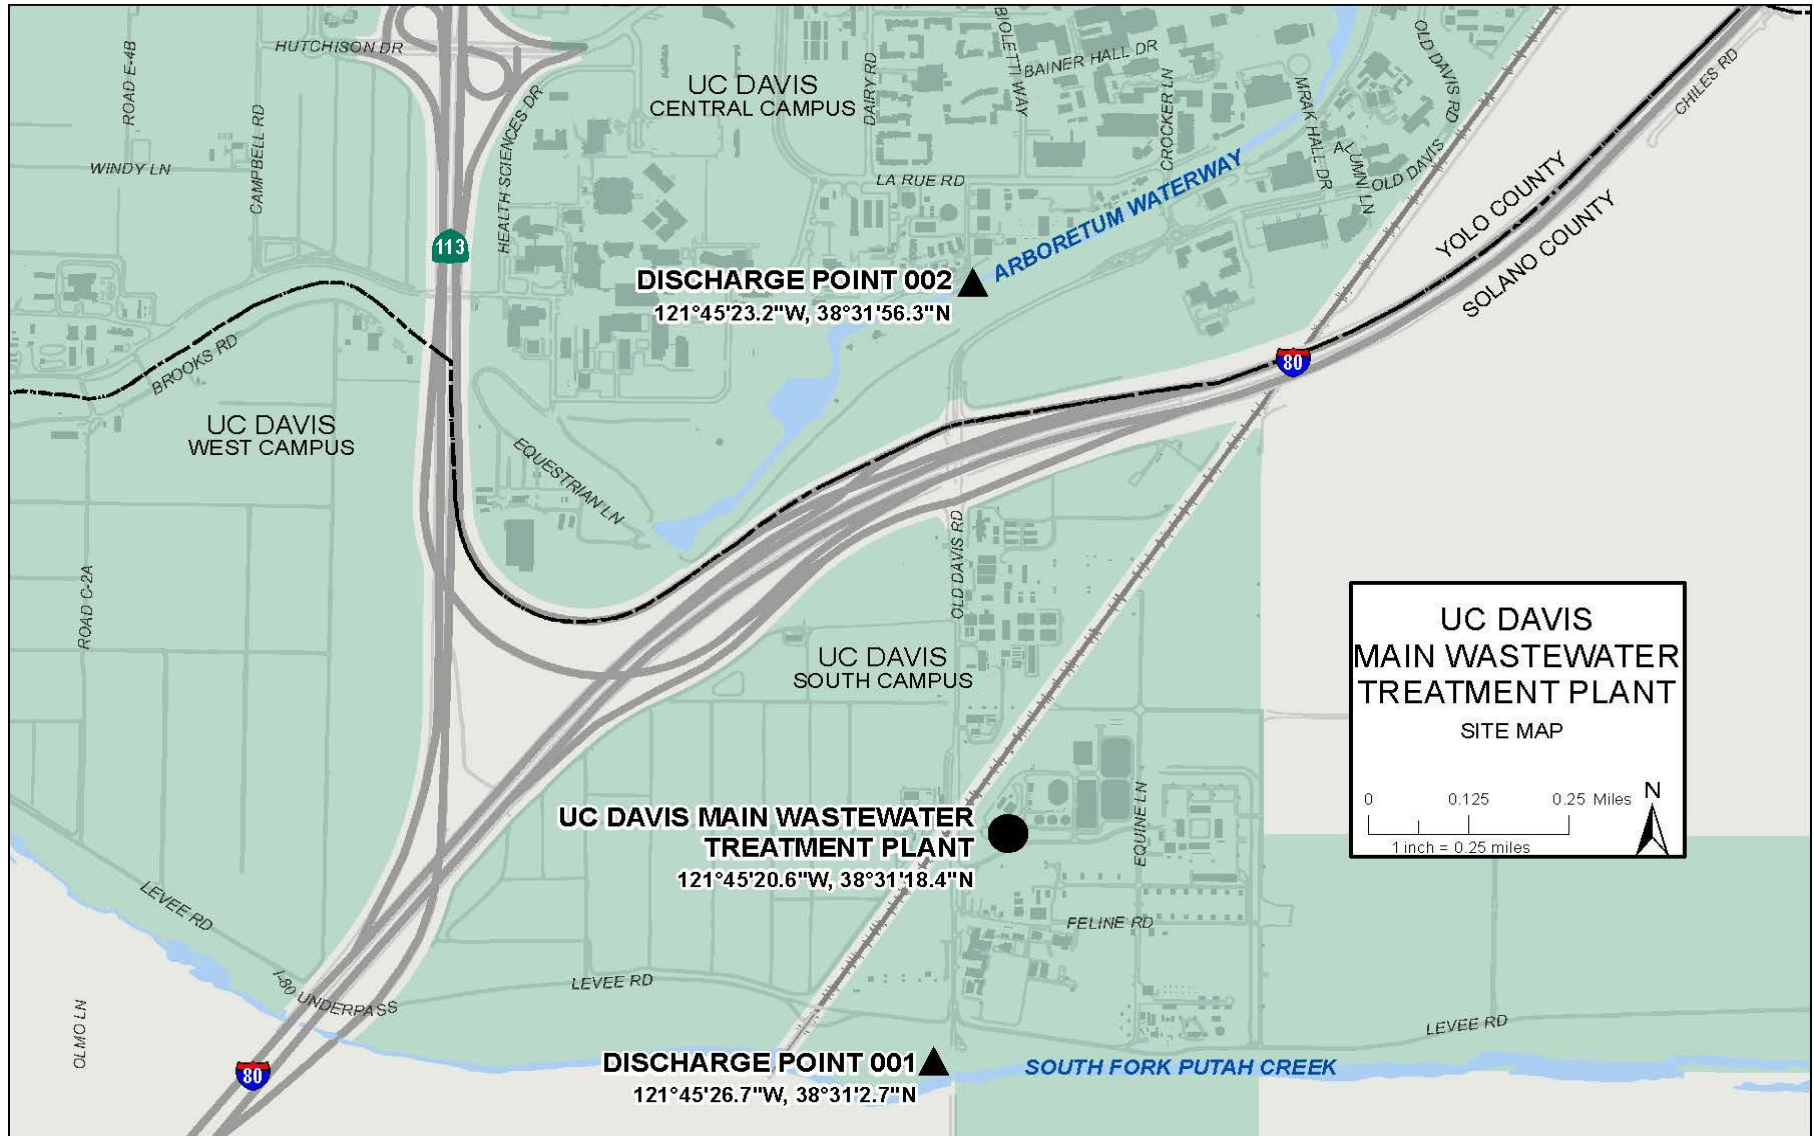 HUTCHISON DR
ROAD E-4B
CAMPBELL RD
WINDY LN
HEALTH SCIENCES DR
113
UC DAVIS
CENTRAL CAMPUS
DAIRY RD
BIOLETTI WAY
BAINER HALL DR
CROCKER LN
MRAK HALL DR
ALUMNI LN
OLD DAVIS RD
OLD DAVIS
CHILES RD
LA RUE RD
ARBORETUM WATERWAY
YOLO COUNTY
SOLANO COUNTY
DISCHARGE POINT 002
121°45'23.2"W, 38°31'56.3"N
80
BROOKS RD
UC DAVIS
WEST CAMPUS
EQUESTRIAN LN
OLD DAVIS RD
ROAD C-2A
UC DAVIS
SOUTH CAMPUS
UC DAVIS
MAIN WASTEWATER
TREATMENT PLANT
SITE MAP
0 0.125 0.25 Miles
1 inch = 0.25 miles
N
UC DAVIS MAIN WASTEWATER
TREATMENT PLANT
121°45'20.6"W, 38°31'18.4"N
EQUINE LN
FELINE RD
LEVEE RD
I-80 UNDERPASS
LEVEE RD
LEVEE RD
OLMO LN
80
DISCHARGE POINT 001
121°45'26.7"W, 38°31'2.7"N
SOUTH FORK PUTAH CREEK